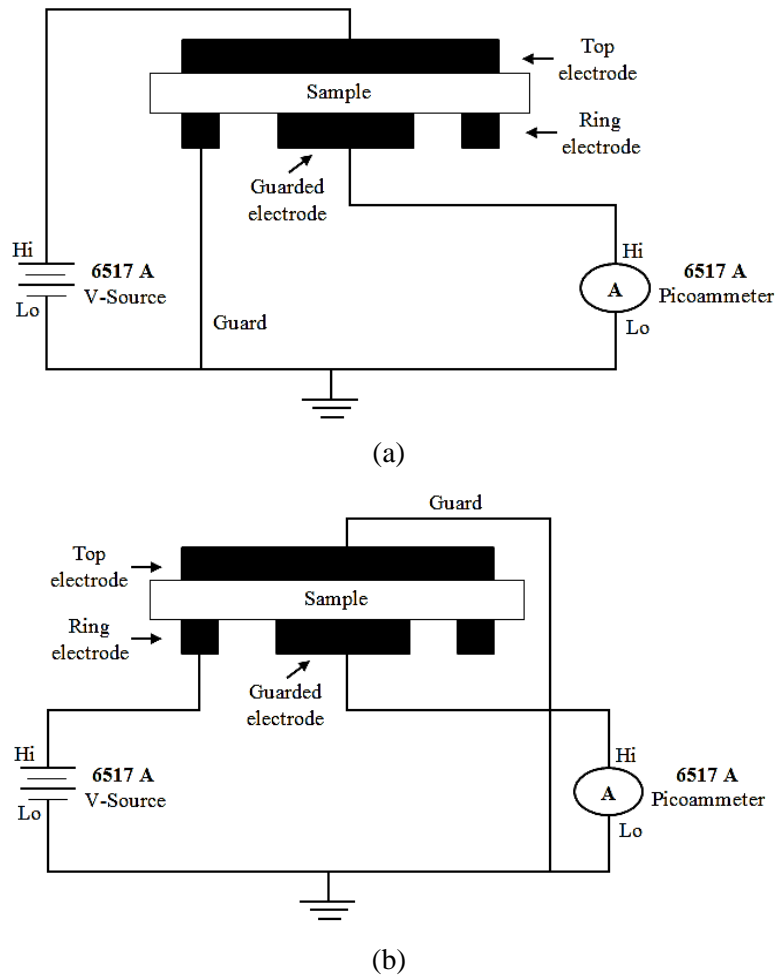 Top
electrode
Sample
Ring
electrode
Guarded
electrode
Hi
6517 A
V-Source
Lo
Guard
Hi
6517 A
A
Picoammeter
Lo
(a)
Guard
Top
electrode
Sample
Ring
electrode
Guarded
electrode
Hi
6517 A
V-Source
Lo
Hi
6517 A
A
Picoammeter
Lo
(b)